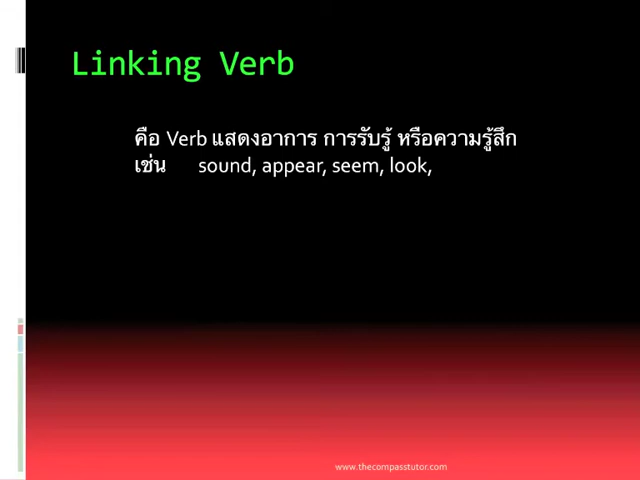 Linking Verb
คือ Verb แสดงอาการ การรับรู้ หรือความรู้สึก
เช่น sound, appear, seem, look,
www.thecompasstutor.com